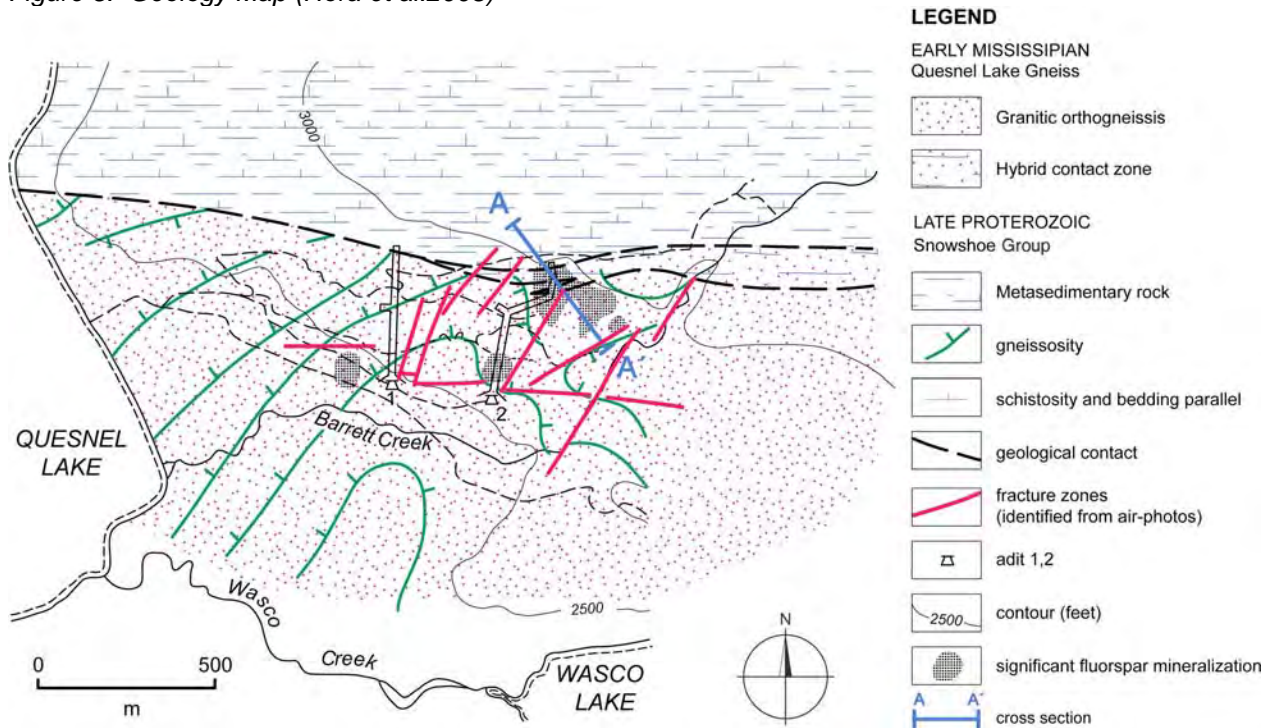 LEGEND
EARLY MISSISSIPIAN
Quesnel Lake Gneiss
Granitic orthogneissis
Hybrid contact zone
LATE PROTEROZOIC
Snowshoe Group
Metasedimentary rock
gneissosity
schistosity and bedding parallel
geological contact
fracture zones
(identified from air-photos)
adit 1,2
contour (feet)
2500
significant fluorspar mineralization
A A´
cross section
3000
A
A
1
2
QUESNEL
LAKE
Barrett Creek
Wasco
Creek
2500
WASCO
LAKE
N
0 500
m